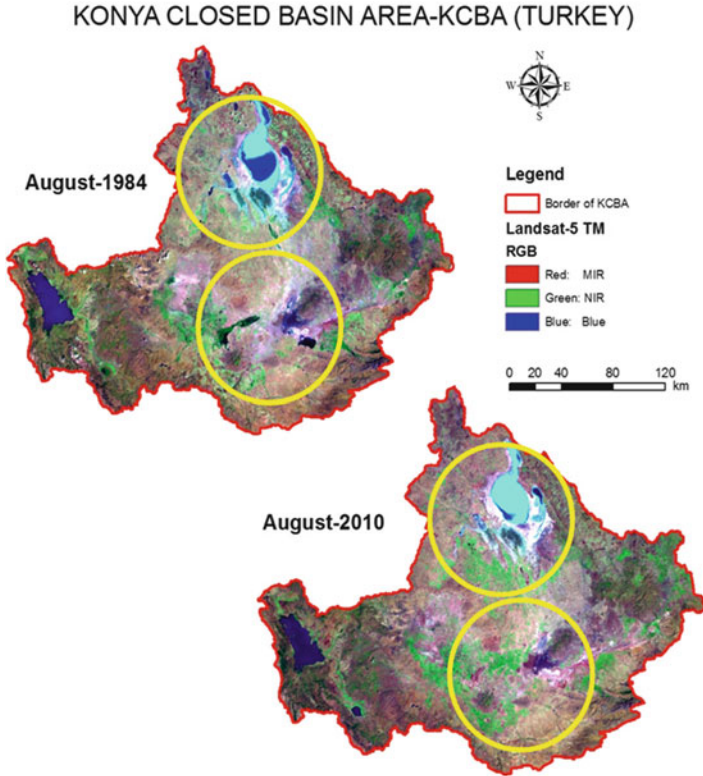 KONYA CLOSED BASIN AREA-KCBA (TURKEY)
N
W E
S
August-1984
Legend
Border of KCBA
Landsat-5 TM
RGB
Red: MIR
Green: NIR
Blue: Blue
0 20 40 60 80 120
km
August-2010